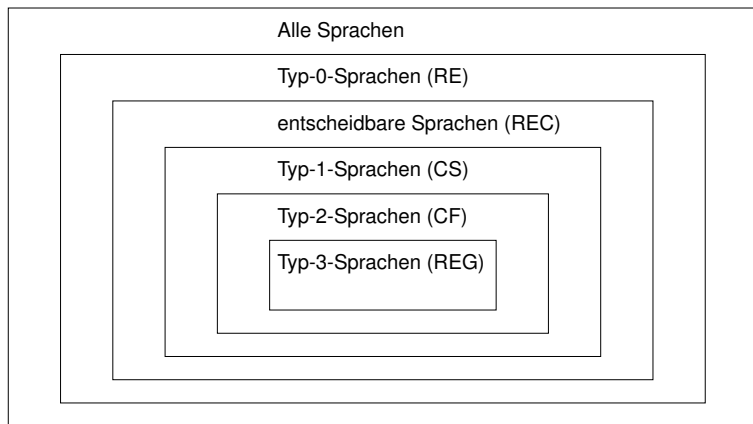 Alle Sprachen
Typ-0-Sprachen (RE)
entscheidbare Sprachen (REC)
Typ-1-Sprachen (CS)
Typ-2-Sprachen (CF)
Typ-3-Sprachen (REG)